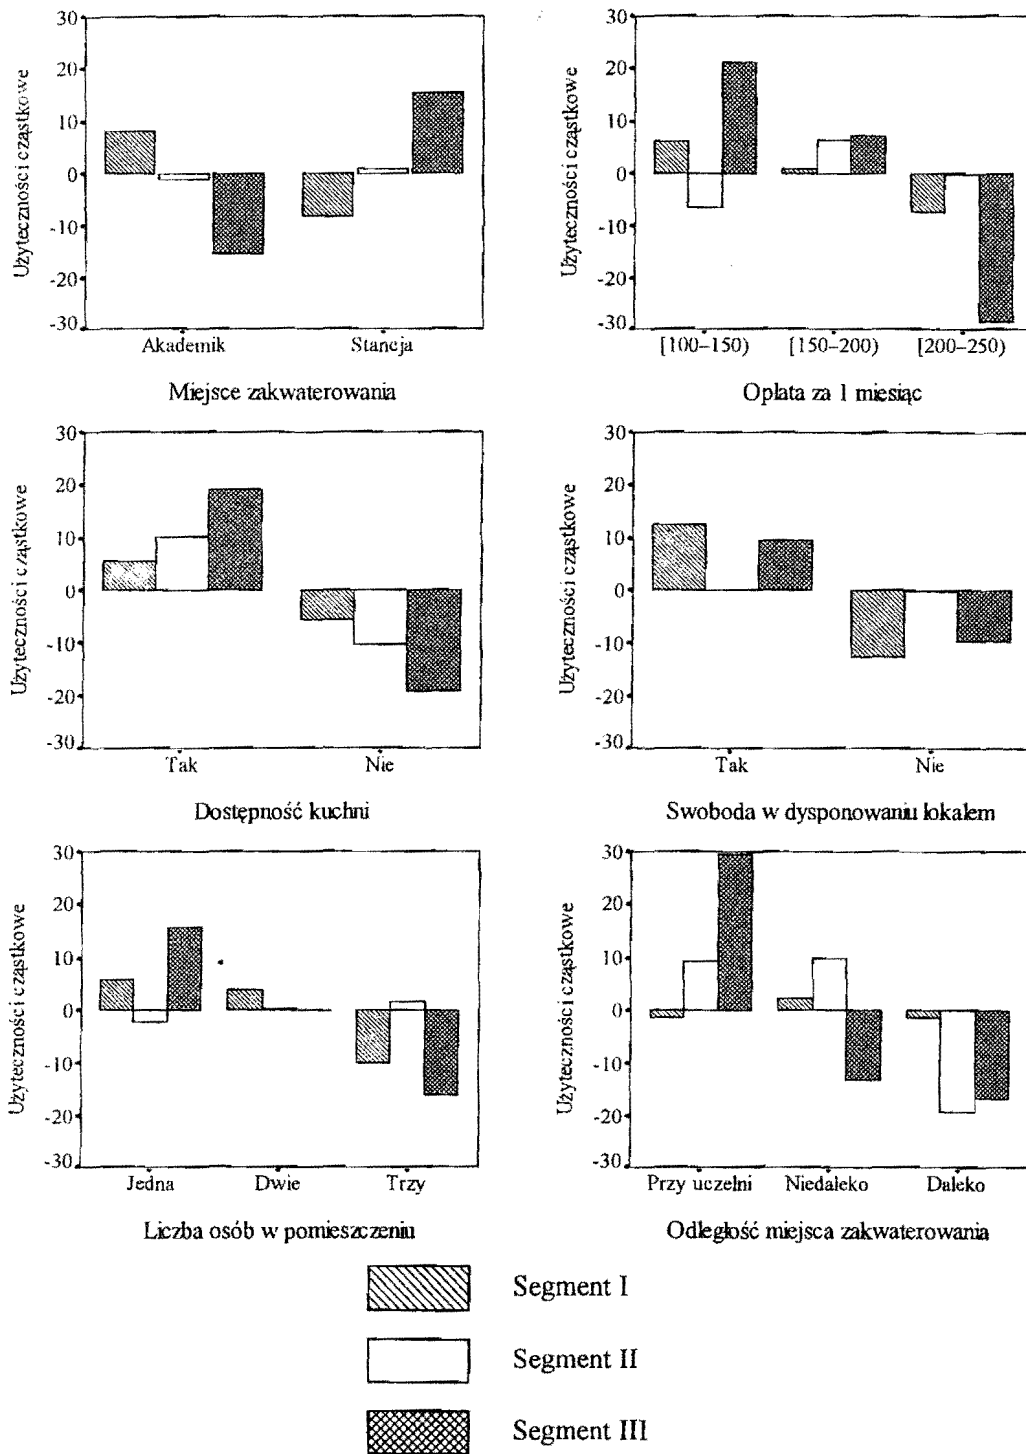 30
20
10
0
-10
-20
-30
Użyteczności cząstkowe
Akademik Stancja
Miejsce zakwaterowania
30
20
10
0
-10
-20
-30
Użyteczności cząstkowe
[100–150) [150–200) [200–250)
Opłata za 1 miesiąc
30
20
10
0
-10
-20
-30
Użyteczności cząstkowe
Tak Nie
Dostępność kuchni
30
20
10
0
-10
-20
-30
Użyteczności cząstkowe
Tak Nie
Swoboda w dysponowaniu lokalem
30
20
10
0
-10
-20
-30
Użyteczności cząstkowe
Jedna Dwie Trzy
Liczba osób w pomieszczeniu
30
20
10
0
-10
-20
-30
Użyteczności cząstkowe
Przy uczelni Niedaleko Daleko
Odległość miejsca zakwaterowania
Segment I
Segment II
Segment III